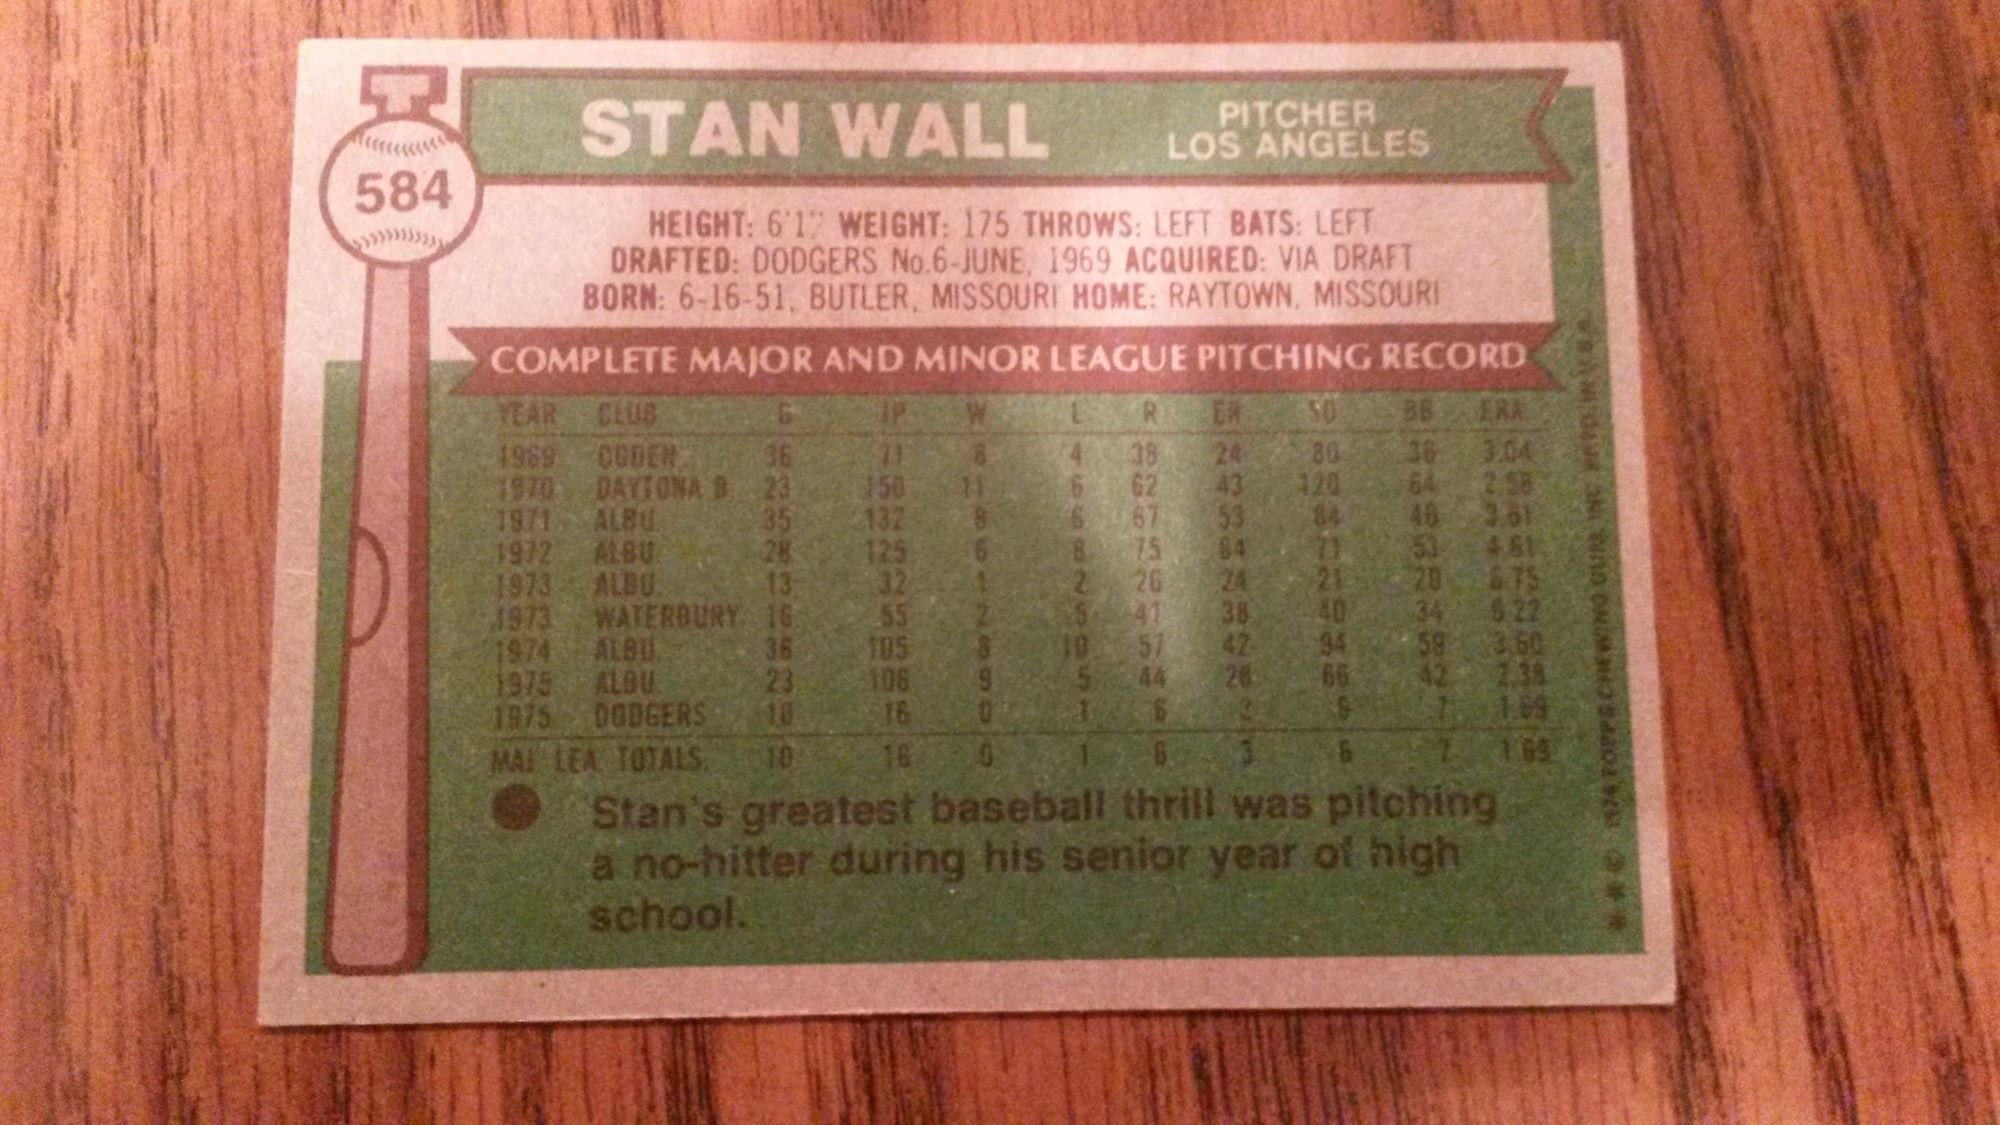 T
584
STAN WALL
PITCHER
LOS ANGELES
HEIGHT: 6'1" WEIGHT: 175 THROWS: LEFT BATS: LEFT
DRAFTED: DODGERS No.6-JUNE, 1969 ACQUIRED: VIA DRAFT
BORN: 6-16-51, BUTLER, MISSOURI HOME: RAYTOWN, MISSOURI
COMPLETE MAJOR AND MINOR LEAGUE PITCHING RECORD
YEAR CLUB G IP W L R ER SO BB ERA
1969 OGDEN 36 71 8 4 38 24 80 36 3.04
1970 DAYTONA B 23 150 11 6 62 43 120 64 2.58
1971 ALBU. 35 132 8 6 67 53 84 48 3.61
1972 ALBU. 28 125 6 8 75 64 71 53 4.61
1973 ALBU. 13 32 1 2 26 24 21 20 6.75
1973 WATERBURY 16 55 2 5 41 38 40 34 6.22
1974 ALBU. 36 105 8 10 57 42 94 59 3.60
1975 ALBU. 23 106 9 5 44 28 66 42 2.38
1975 DODGERS 10 16 0 1 6 3 6 7 1.69
MAJ. LEA. TOTALS. 10 16 0 1 6 3 6 7 1.69
Stan's greatest baseball thrill was pitching
a no-hitter during his senior year of high
school.
TOPPS CHEWING GUM, INC.